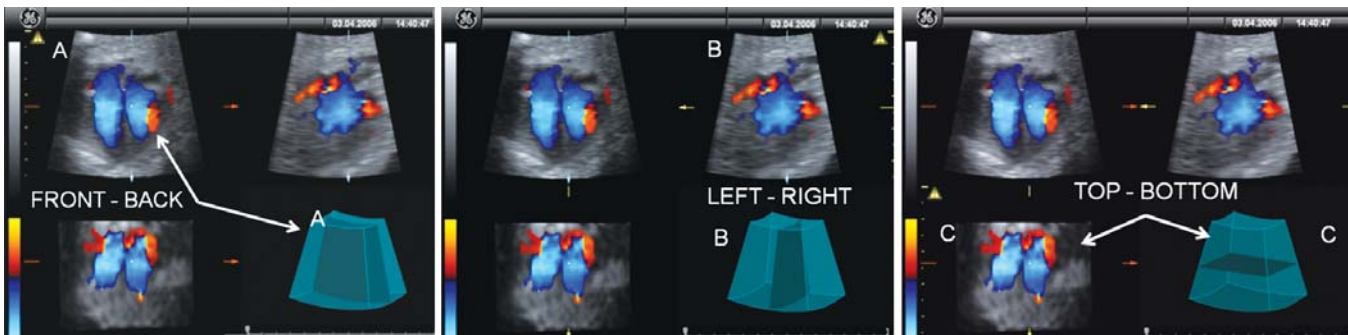 03.04.2006 14:40:47
A
FRONT - BACK
A
03.04.2006 14:40:47
B
LEFT - RIGHT
B
03.04.2006 14:40:47
TOP - BOTTOM
C
C